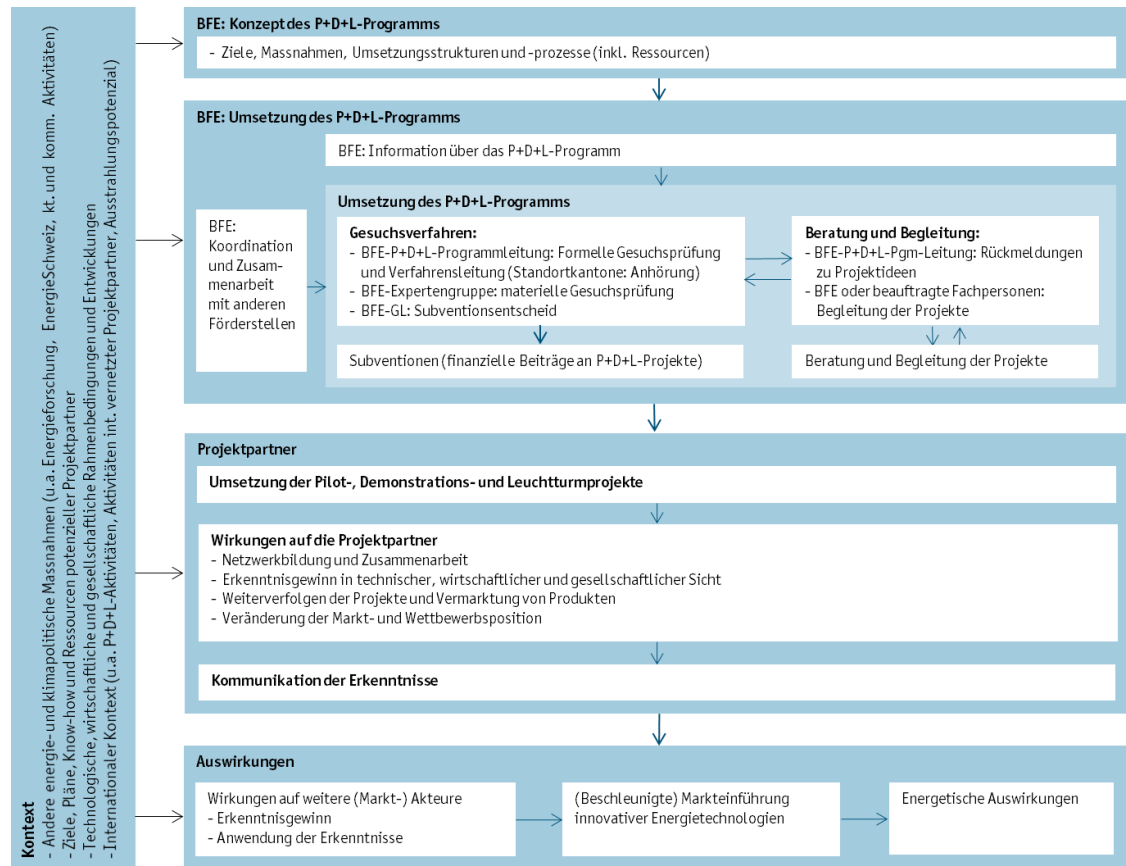 Kontext
- Andere energie- und klimapolitische Massnahmen (u.a. Energieforschung, EnergieSchweiz, kt. und komm. Aktivitäten)
- Ziele, Pläne, Know-how und Ressourcen potenzieller Projektpartner
- Technologische, wirtschaftliche und gesellschaftliche Rahmenbedingungen und Entwicklungen
- Internationaler Kontext (u.a. P+D+L-Aktivitäten, Aktivitäten int. vernetzter Projektpartner, Ausstrahlungspotenzial)
BFE: Konzept des P+D+L-Programms
- Ziele, Massnahmen, Umsetzungsstrukturen und -prozesse (inkl. Ressourcen)
BFE: Umsetzung des P+D+L-Programms
BFE: Information über das P+D+L-Programm
BFE:
Koordination
und Zusam-
menarbeit
mit anderen
Förderstellen
Umsetzung des P+D+L-Programms
Gesuchsverfahren:
- BFE-P+D+L-Programmleitung: Formelle Gesuchsprüfung
und Verfahrensleitung (Standortkantone: Anhörung)
- BFE-Expertengruppe: materielle Gesuchsprüfung
- BFE-GL: Subventionsentscheid
Subventionen (finanzielle Beiträge an P+D+L-Projekte)
Beratung und Begleitung:
- BFE-P+D+L-Pgm-Leitung: Rückmeldungen
zu Projektideen
- BFE oder beauftragte Fachpersonen:
Begleitung der Projekte
Beratung und Begleitung der Projekte
Projektpartner
Umsetzung der Pilot-, Demonstrations- und Leuchtturmprojekte
Wirkungen auf die Projektpartner
- Netzwerkbildung und Zusammenarbeit
- Erkenntnisgewinn in technischer, wirtschaftlicher und gesellschaftlicher Sicht
- Weiterverfolgen der Projekte und Vermarktung von Produkten
- Veränderung der Markt- und Wettbewerbsposition
Kommunikation der Erkenntnisse
Auswirkungen
Wirkungen auf weitere (Markt-) Akteure
- Erkenntnisgewinn
- Anwendung der Erkenntnisse
(Beschleunigte) Markteinführung
innovativer Energietechnologien
Energetische Auswirkungen